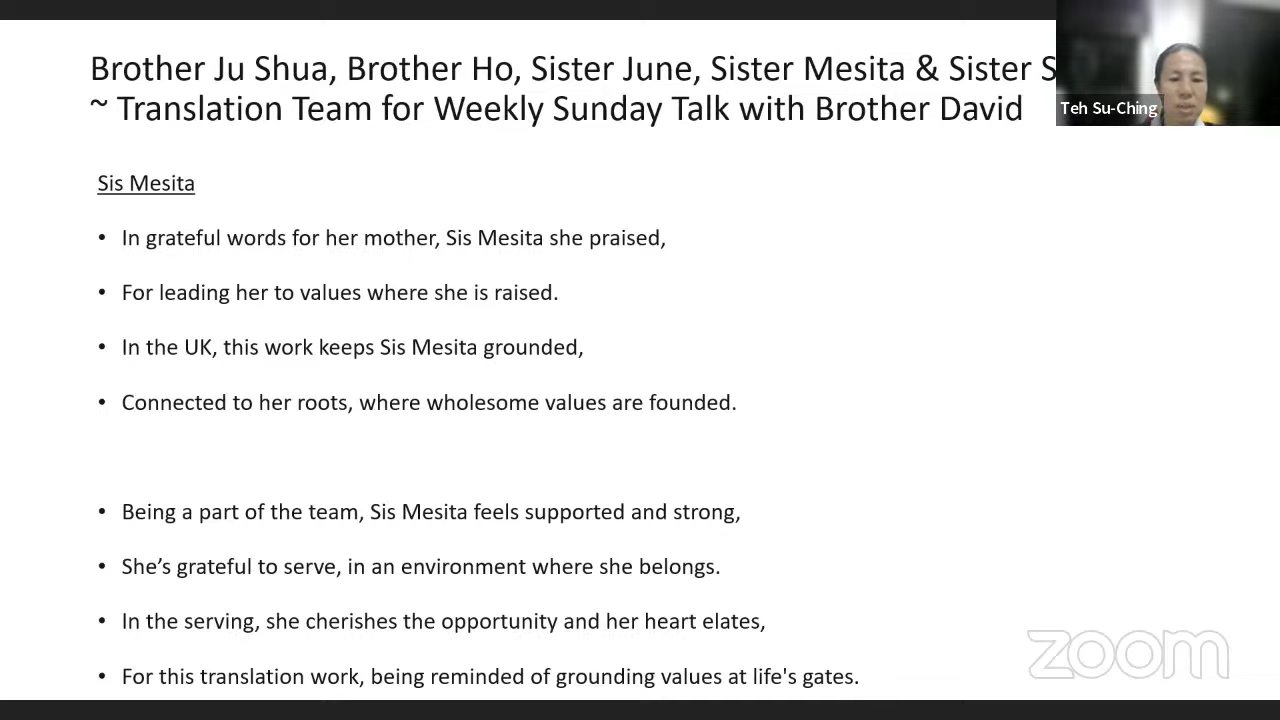 Brother Ju Shua, Brother Ho, Sister June, Sister Mesita & Sister
~ Translation Team for Weekly Sunday Talk with Brother David
Teh Su-Ching
Sis Mesita
• In grateful words for her mother, Sis Mesita she praised,
• For leading her to values where she is raised.
• In the UK, this work keeps Sis Mesita grounded,
• Connected to her roots, where wholesome values are founded.
• Being a part of the team, Sis Mesita feels supported and strong,
• She’s grateful to serve, in an environment where she belongs.
• In the serving, she cherishes the opportunity and her heart elates,
• For this translation work, being reminded of grounding values at life's gates.
zoom